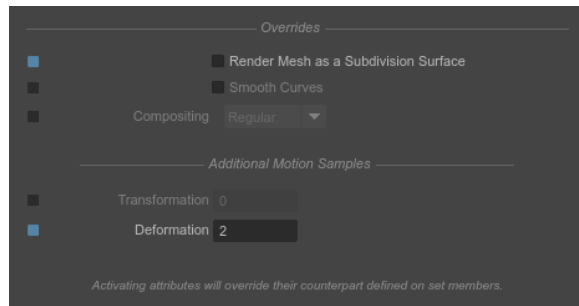 Overrides
Render Mesh as a Subdivision Surface
Smooth Curves
Compositing Regular
Additional Motion Samples
Transformation 0
Deformation 2
Activating attributes will override their counterpart defined on set members.